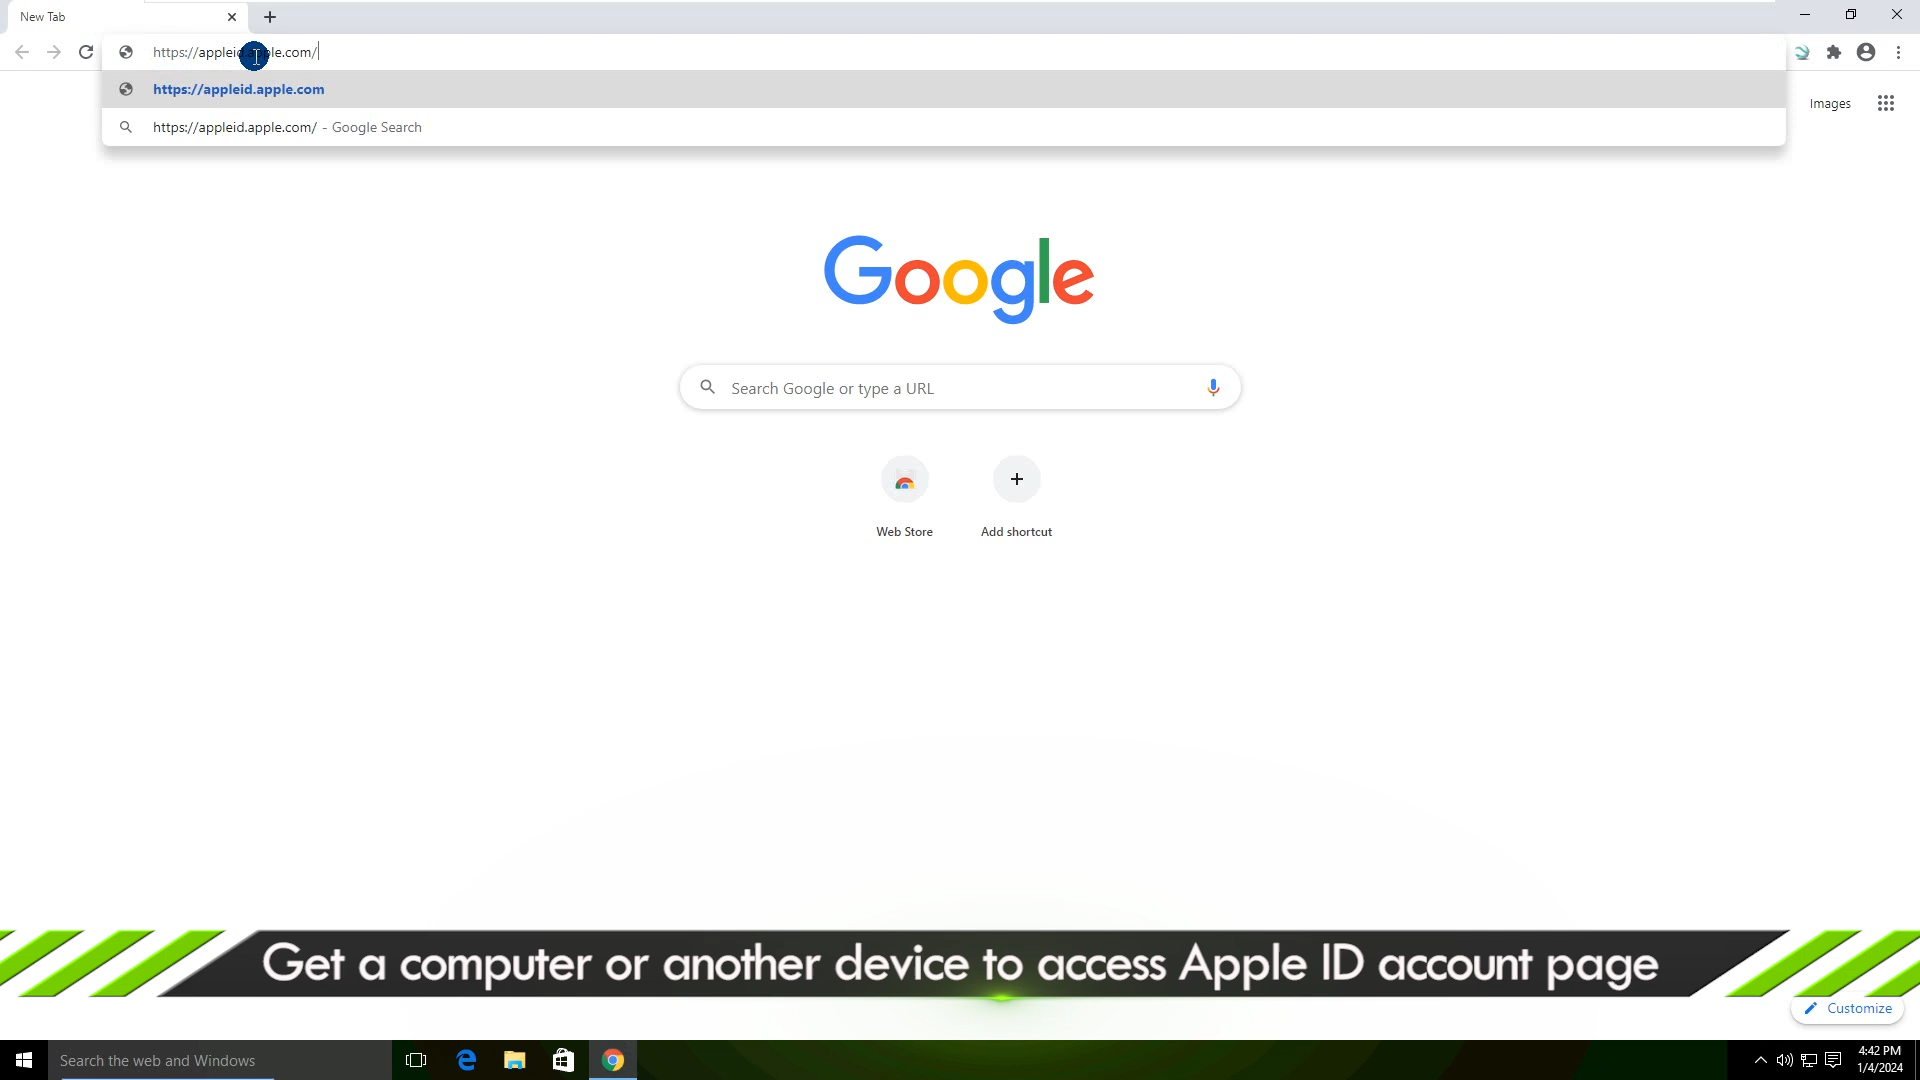 New Tab
https://appleid.apple.com/
https://appleid.apple.com
https://appleid.apple.com/ - Google Search
Images
Google
Search Google or type a URL
Web Store
Add shortcut
Get a computer or another device to access Apple ID account page
Customize
Search the web and Windows
4:42 PM
1/4/2024